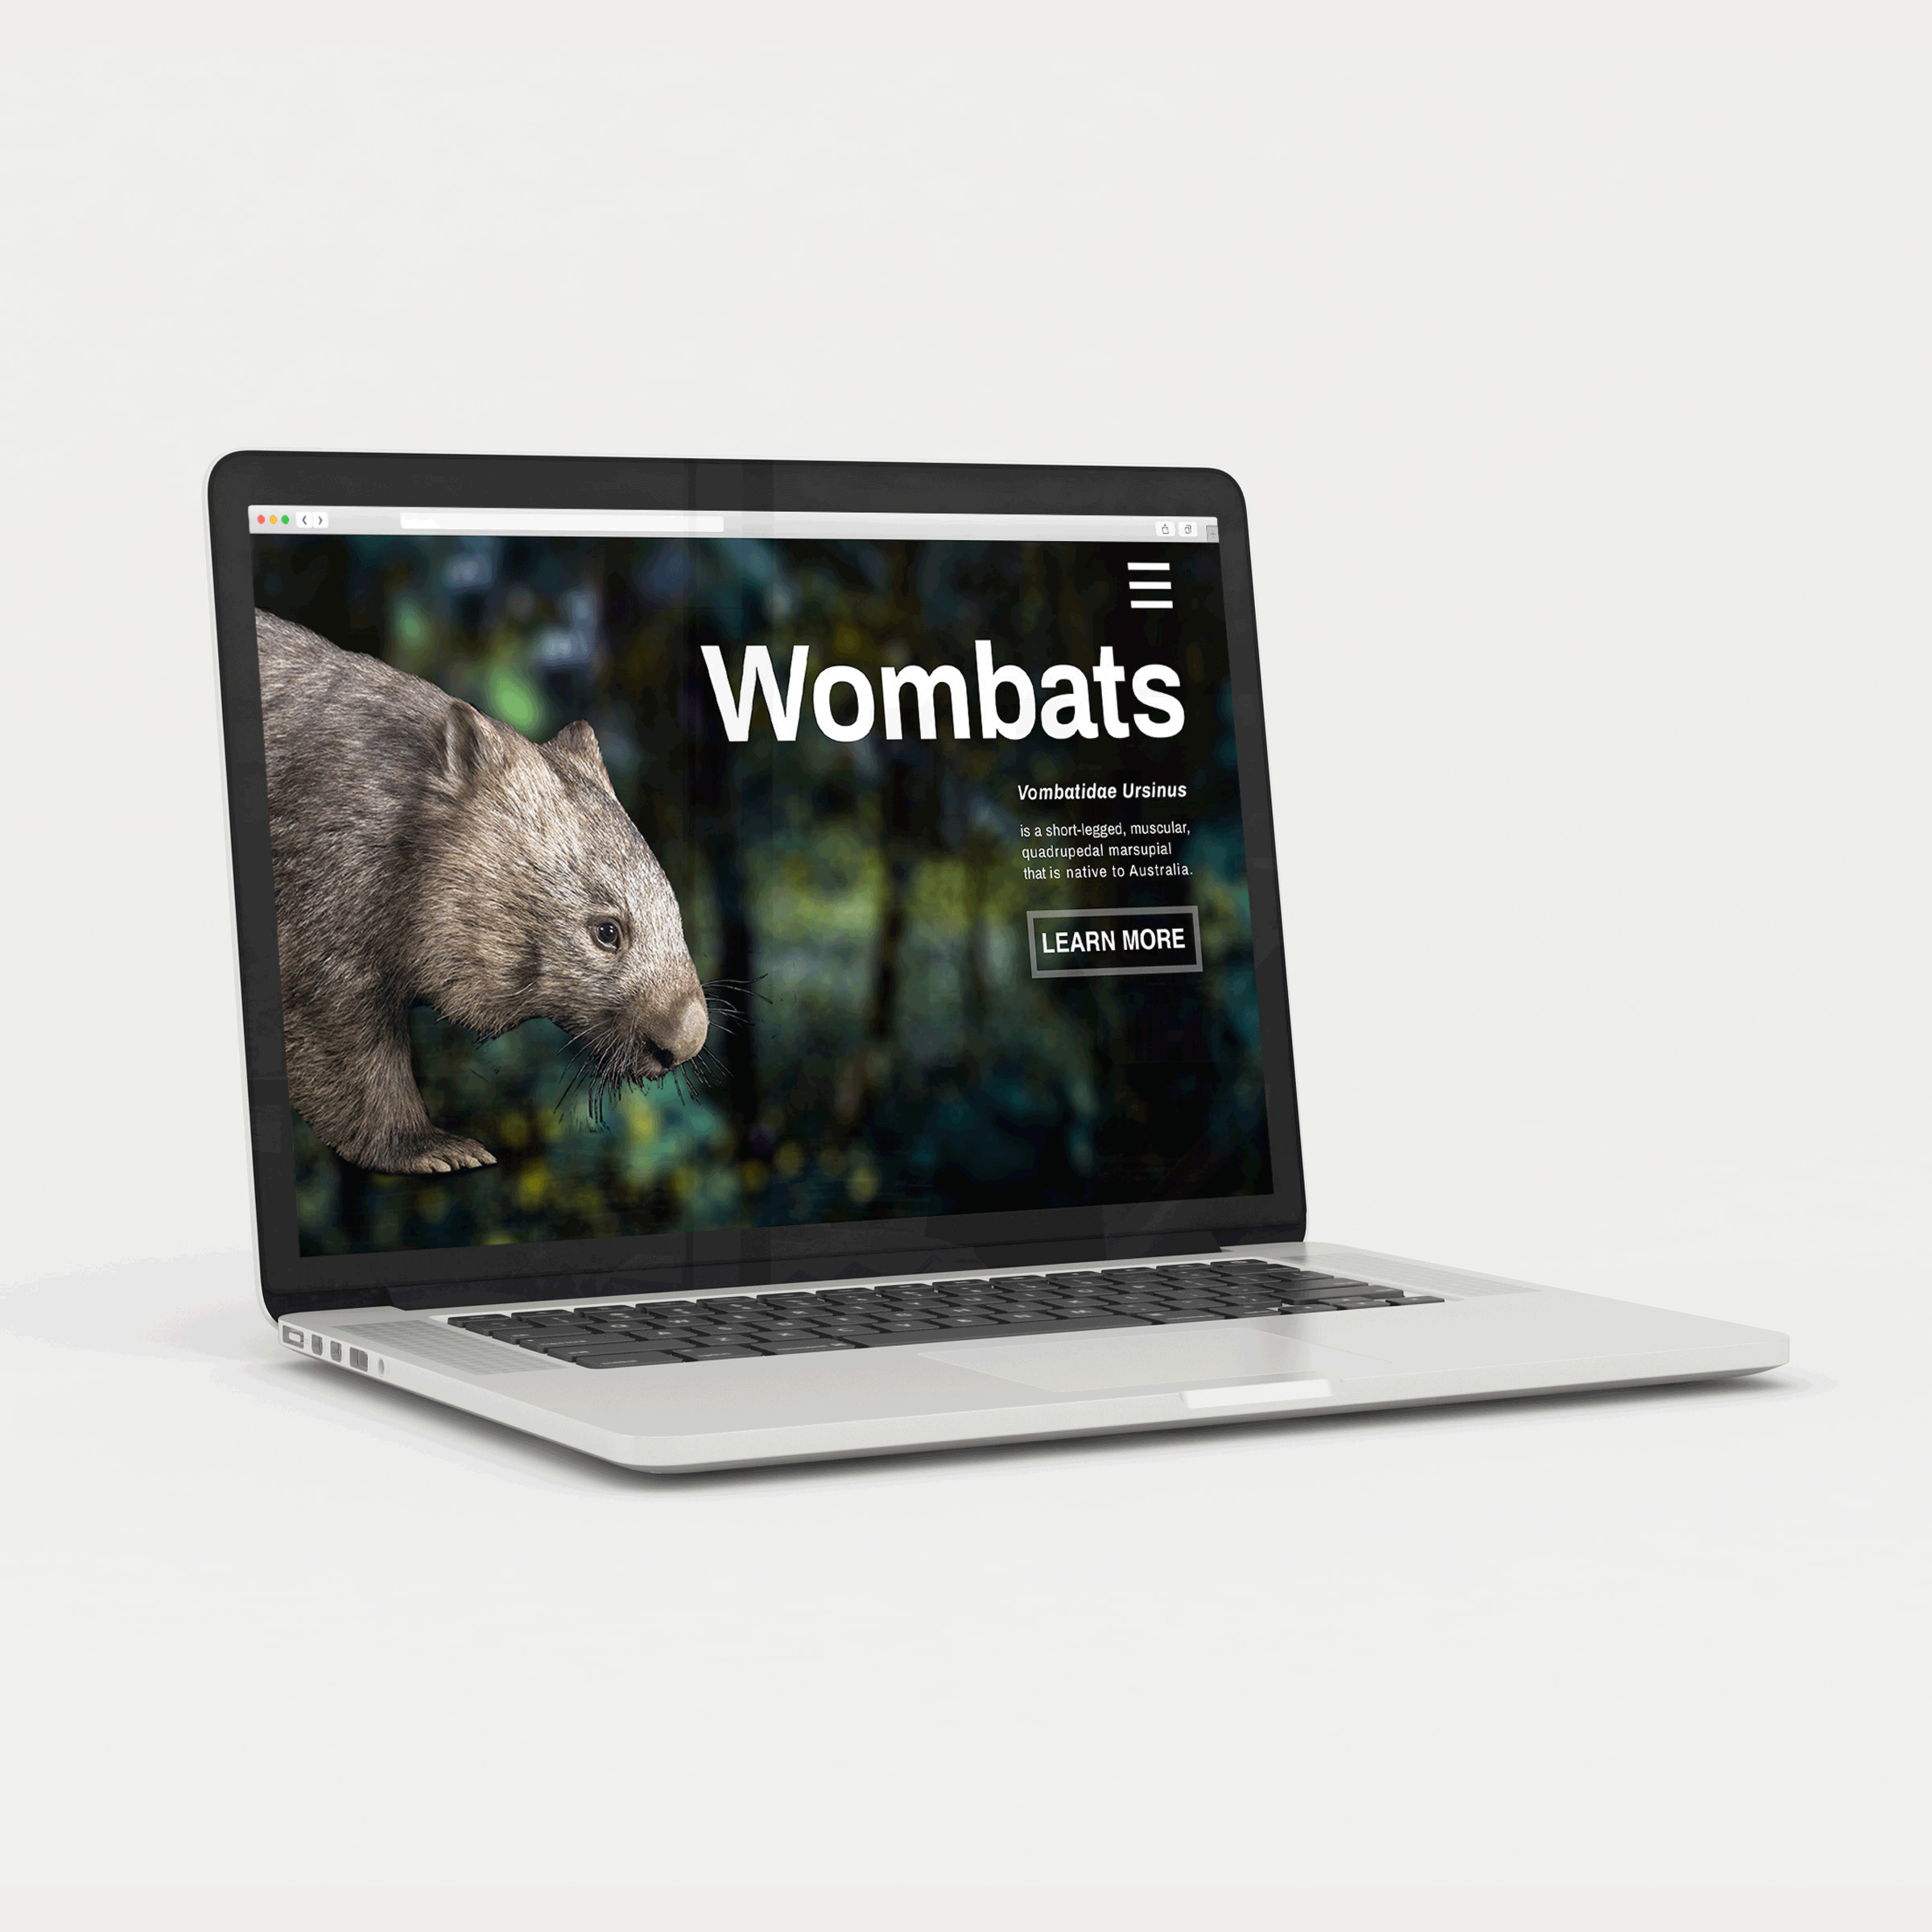 Wombats
Vombatidae Ursinus
is a short-legged, muscular,
quadrupedal marsupial
that is native to Australia.
LEARN MORE